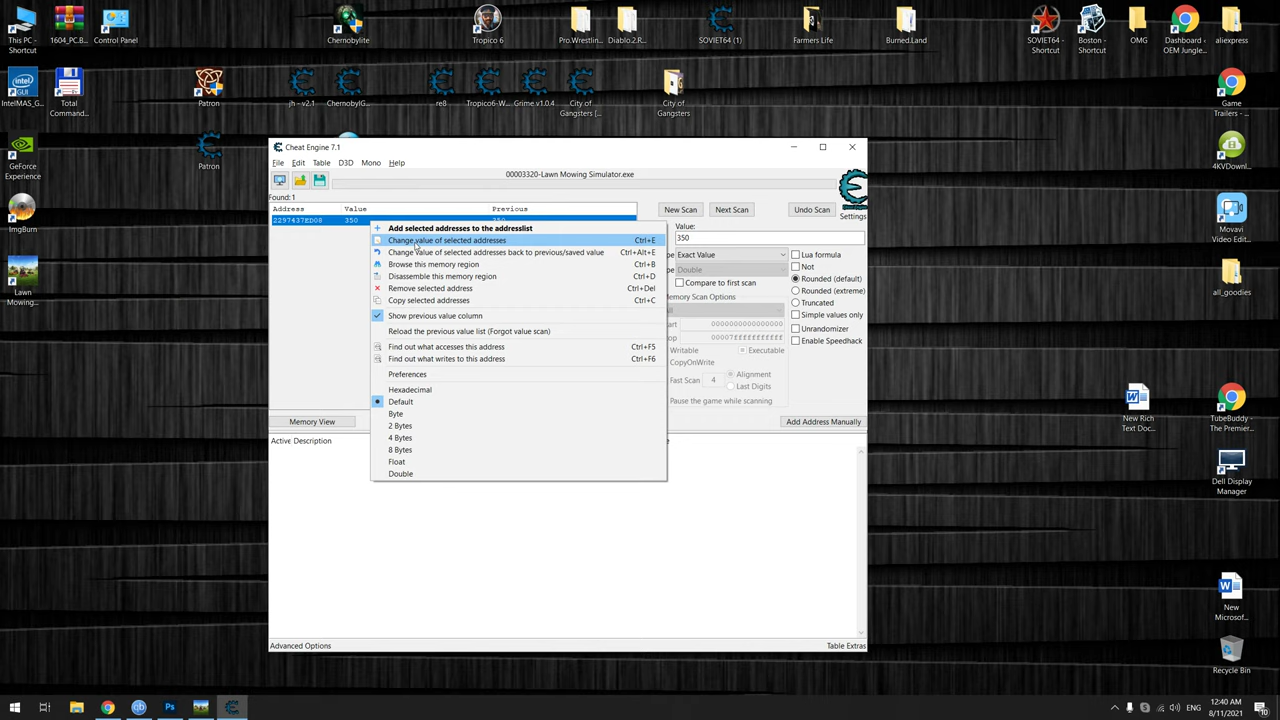 This PC - Shortcut
1604_PC.B...
Control Panel
Chernobylite
Tropico 6
Pro.Wrestlin...
Diablo.2.R...
SOVIET64 (1)
Farmers Life
Burned.Land
SOVIET64 - Shortcut
Boston - Shortcut
OMG
Dashboard ‹ OEM Jungle...
aliexpress
IntelMAS_G...
Total Command...
Patron
jh - v2.1
re8
Tropico6-W...
Grime.v1.0.4
City of Gangsters [...
City of Gangsters
Game Trailers - ...
GeForce Experience
Patron
4KVDownl...
ImgBurn
Movavi Video Edit...
Lawn Mowing...
all_goodies
New Rich Text Doc...
TubeBuddy - The Premier...
Dell Display Manager
New Microsof...
Recycle Bin
Cheat Engine 7.1
File Edit Table D3D Mono Help
00003320-Lawn Mowing Simulator.exe
Found:1
Address Value Previous
2297437ED08 350
New Scan Next Scan Undo Scan
Settings
Value:
350
Exact Value
Lua formula
Not
Double
Rounded (default)
Compare to first scan
Rounded (extreme)
Memory Scan Options
Truncated
Simple values only
0000000000000000
00007fffffffffff
Unrandomizer
Enable Speedhack
Writable Executable
CopyOnWrite
Fast Scan 4 Alignment
Last Digits
Pause the game while scanning
Add selected addresses to the addresslist
Change value of selected addresses Ctrl+E
Change value of selected addresses back to previous/saved value Ctrl+Alt+E
Browse this memory region Ctrl+B
Disassemble this memory region Ctrl+D
Remove selected address Ctrl+Del
Copy selected addresses Ctrl+C
Show previous value column
Reload the previous value list (Forgot value scan)
Find out what accesses this address Ctrl+F5
Find out what writes to this address Ctrl+F6
Preferences
Hexadecimal
Default
Byte
2 Bytes
4 Bytes
8 Bytes
Float
Double
Memory View
Add Address Manually
Active Description
Advanced Options
Table Extras
ENG
12:40 AM
8/11/2021
10